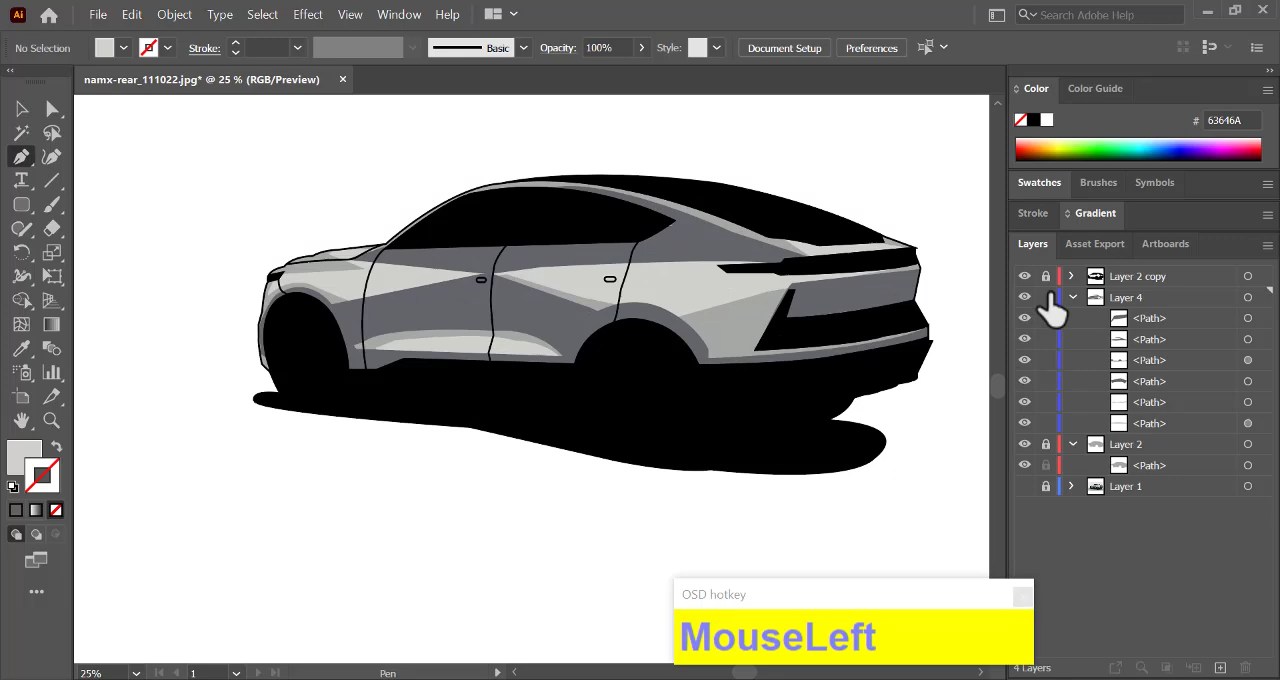 Ai
File Edit Object Type Select Effect View Window Help
Search Adobe Help
No Selection
Stroke:
Basic
Opacity: 100%
Style:
Document Setup
Preferences
namx-rear_111022.jpg* @ 25 % (RGB/Preview)
Color Color Guide
# 63646A
Swatches Brushes Symbols
Stroke Gradient
Layers Asset Export Artboards
Layer 2 copy
Layer 4
<Path>
<Path>
<Path>
<Path>
<Path>
<Path>
Layer 2
<Path>
Layer 1
OSD hotkey
MouseLeft
25%
1
Pen
4 Layers